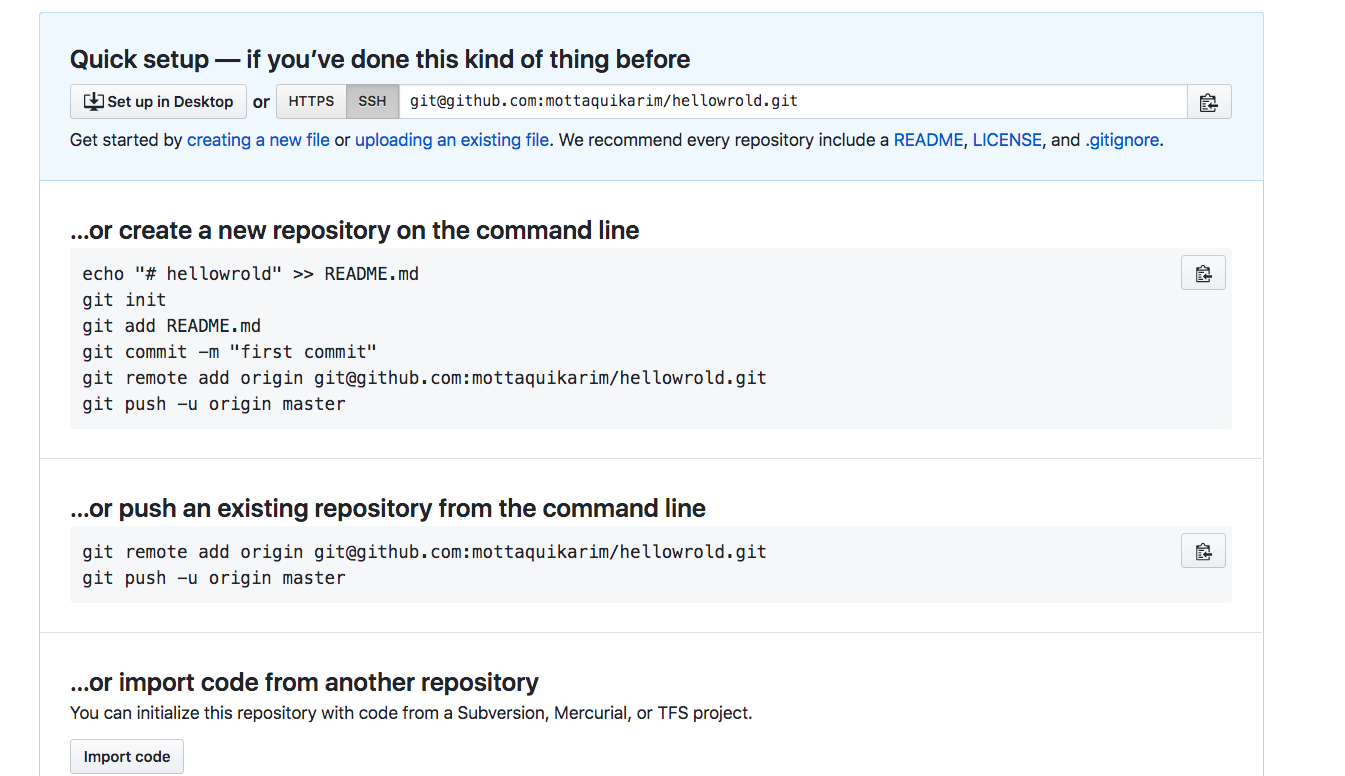 Quick setup — if you’ve done this kind of thing before
Set up in Desktop or HTTPS SSH git@github.com:mottaquikarim/hellowrold.git
Get started by creating a new file or uploading an existing file. We recommend every repository include a README, LICENSE, and .gitignore.
…or create a new repository on the command line
echo "# hellowrold" >> README.md
git init
git add README.md
git commit -m "first commit"
git remote add origin git@github.com:mottaquikarim/hellowrold.git
git push -u origin master
…or push an existing repository from the command line
git remote add origin git@github.com:mottaquikarim/hellowrold.git
git push -u origin master
…or import code from another repository
You can initialize this repository with code from a Subversion, Mercurial, or TFS project.
Import code